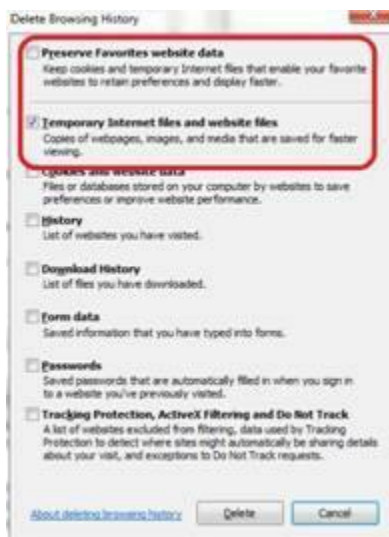 Delete Browsing History
Preserve Favorites website data
Keep cookies and temporary Internet files that enable your favorite
websites to retain preferences and display faster.
Temporary Internet files and website files
Copies of webpages, images, and media that are saved for faster
viewing.
Cookies and website data
Files or databases stored on your computer by websites to save
preferences or improve website performance.
History
List of websites you have visited.
Download History
List of files you have downloaded.
Form data
Saved information that you have typed into forms.
Passwords
Saved passwords that are automatically filled in when you sign in
to a website you've previously visited.
Tracking Protection, ActiveX Filtering and Do Not Track
A list of websites excluded from filtering, data used by Tracking
Protection to detect where sites might automatically be sharing details
about your visit, and exceptions to Do Not Track requests.
About deleting browsing history
Delete
Cancel